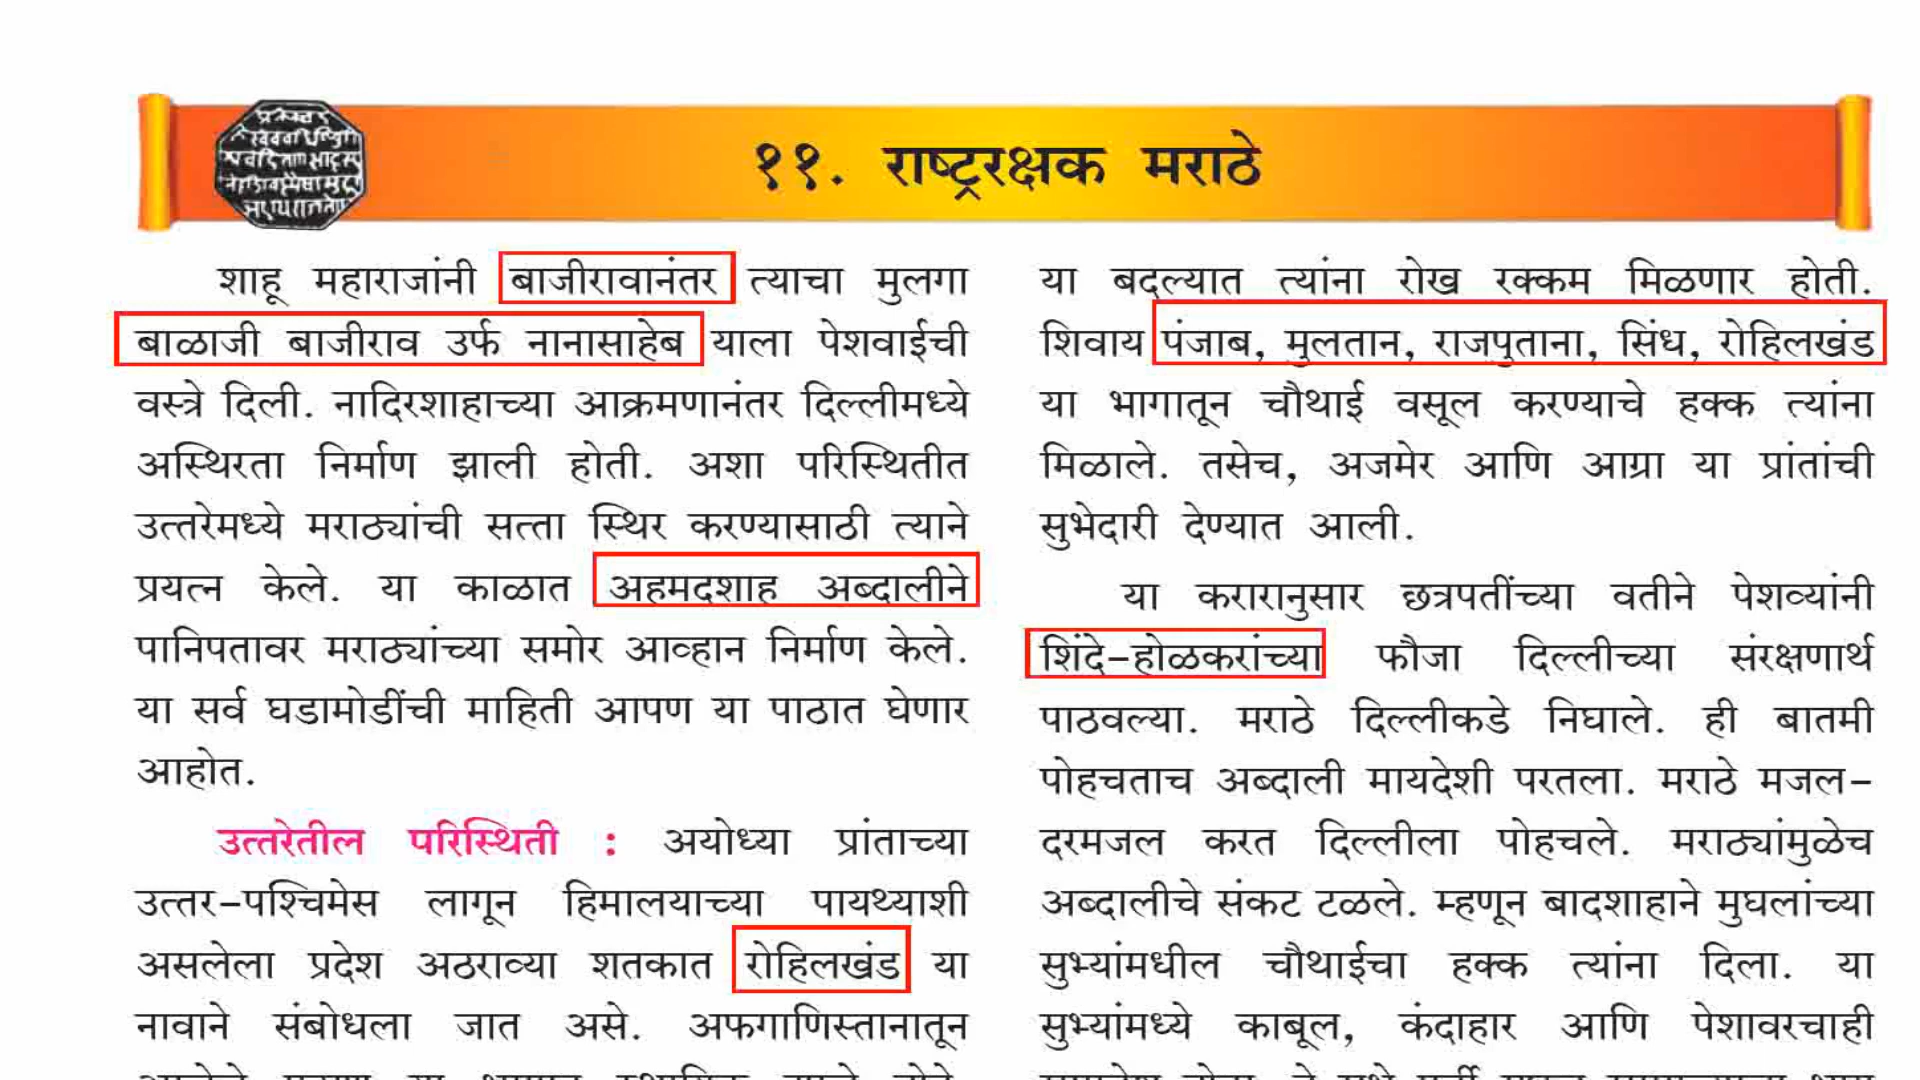 ११. राष्ट्ररक्षक मराठे
शाहू महाराजांनी बाजीरावानंतर त्याचा मुलगा
बाळाजी बाजीराव उर्फ नानासाहेब याला पेशवाईची
वस्त्रे दिली. नादिरशाहाच्या आक्रमणानंतर दिल्लीमध्ये
अस्थिरता निर्माण झाली होती. अशा परिस्थितीत
उत्तरेमध्ये मराठ्यांची सत्ता स्थिर करण्यासाठी त्याने
प्रयत्न केले. या काळात अहमदशाह अब्दालीने
पानिपतावर मराठ्यांच्या समोर आव्हान निर्माण केले.
या सर्व घडामोडींची माहिती आपण या पाठात घेणार
आहोत.
उत्तरेतील परिस्थिती : अयोध्या प्रांताच्या
उत्तर-पश्चिमेस लागून हिमालयाच्या पायथ्याशी
असलेला प्रदेश अठराव्या शतकात रोहिलखंड या
नावाने संबोधला जात असे. अफगाणिस्तानातून
या बदल्यात त्यांना रोख रक्कम मिळणार होती.
शिवाय पंजाब, मुलतान, राजपुताना, सिंध, रोहिलखंड
या भागातून चौथाई वसूल करण्याचे हक्क त्यांना
मिळाले. तसेच, अजमेर आणि आग्रा या प्रांतांची
सुभेदारी देण्यात आली.
या करारानुसार छत्रपतींच्या वतीने पेशव्यांनी
शिंदे-होळकरांच्या फौजा दिल्लीच्या संरक्षणार्थ
पाठवल्या. मराठे दिल्लीकडे निघाले. ही बातमी
पोहचताच अब्दाली मायदेशी परतला. मराठे मजल-
दरमजल करत दिल्लीला पोहचले. मराठ्यांमुळेच
अब्दालीचे संकट टळले. म्हणून बादशाहाने मुघलांच्या
सुभ्यांमधील चौथाईचा हक्क त्यांना दिला. या
सुभ्यांमध्ये काबूल, कंदाहार आणि पेशावरचाही